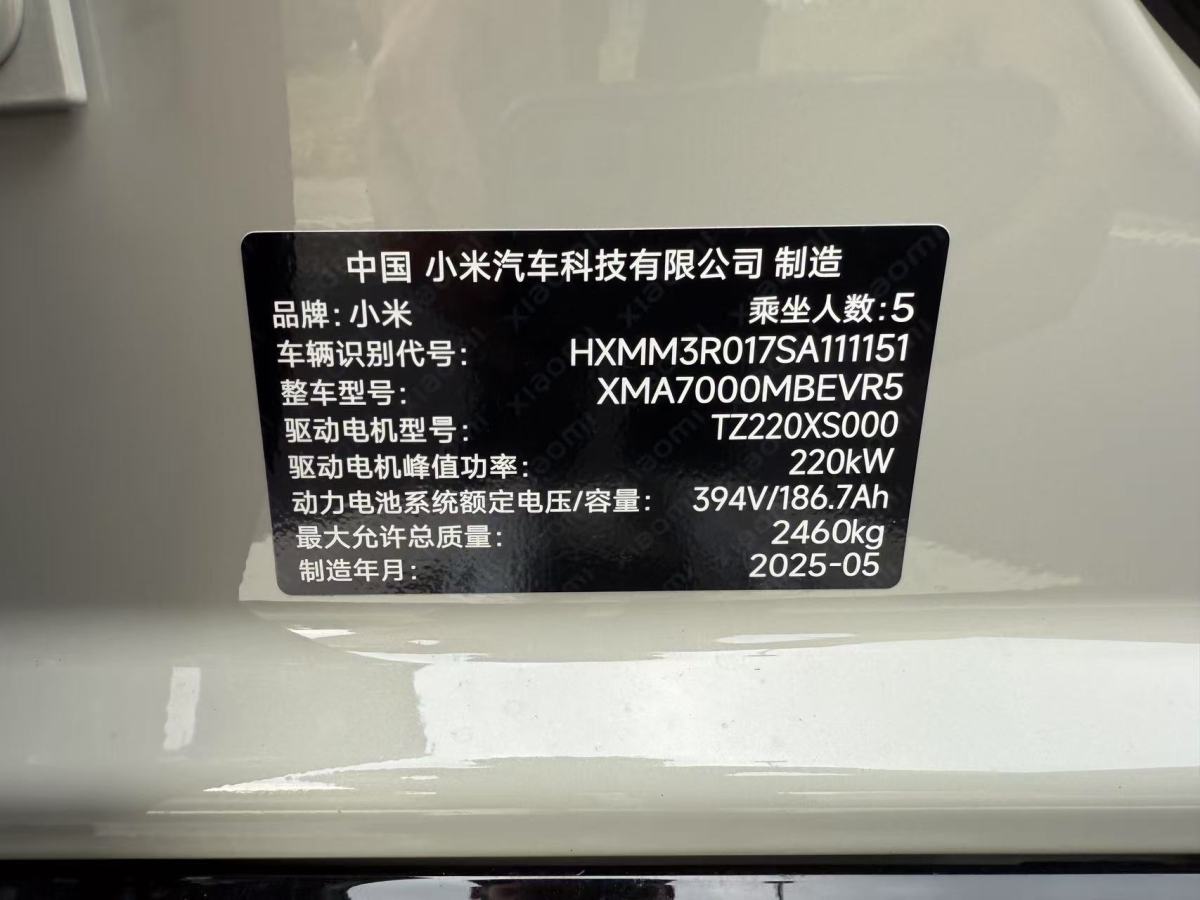 中国 小米汽车科技有限公司 制造
品牌: 小米 乘坐人数: 5
车辆识别代号: HXMM3R017SA111151
整车型号: XMA7000MBEVR5
驱动电机型号: TZ220XS000
驱动电机峰值功率: 220kW
动力电池系统额定电压/容量: 394V/186.7Ah
最大允许总质量: 2460kg
制造年月: 2025-05